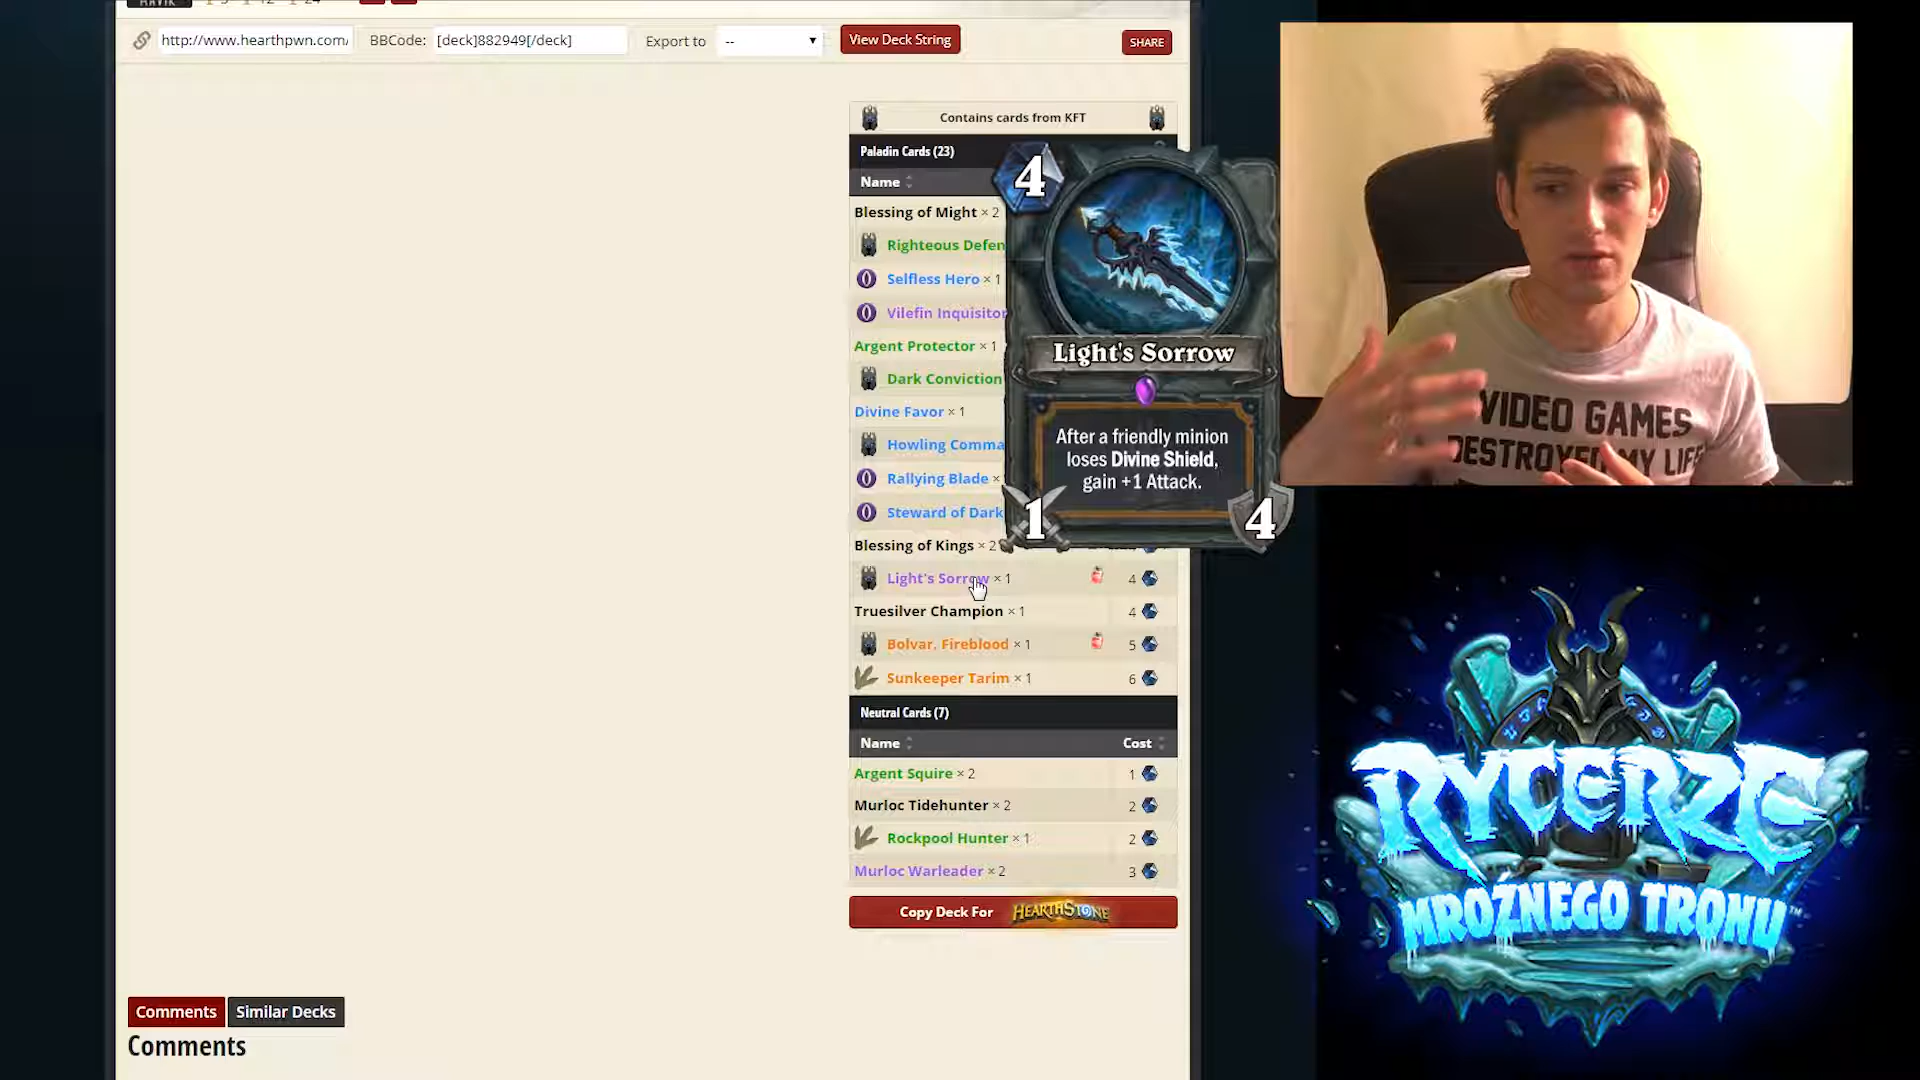 http://www.hearthpwn.com/
BBCode:
[deck]882949[/deck]
Export to
--
View Deck String
SHARE
Contains cards from KFT
Paladin Cards (23)
Name
Blessing of Might × 2
Righteous Defen
Selfless Hero × 1
Vilefin Inquisitor
Argent Protector × 1
Dark Conviction
Divine Favor × 1
Howling Comma
Rallying Blade ×
Steward of Dark
Blessing of Kings × 2
Light's Sorrow × 1
4
Truesilver Champion × 1
4
Bolvar, Fireblood × 1
5
Sunkeeper Tarim × 1
6
Neutral Cards (7)
Name
Cost
Argent Squire × 2
1
Murloc Tidehunter × 2
2
Rockpool Hunter × 1
2
Murloc Warleader × 2
3
Copy Deck For
HEARTHSTONE
Comments
Similar Decks
Comments
4
Light's Sorrow
After a friendly minion
loses Divine Shield,
gain +1 Attack.
1
4
VIDEO GAMES
DESTROYED MY LIFE
RYCERZE
MROŹNEGO TRONU